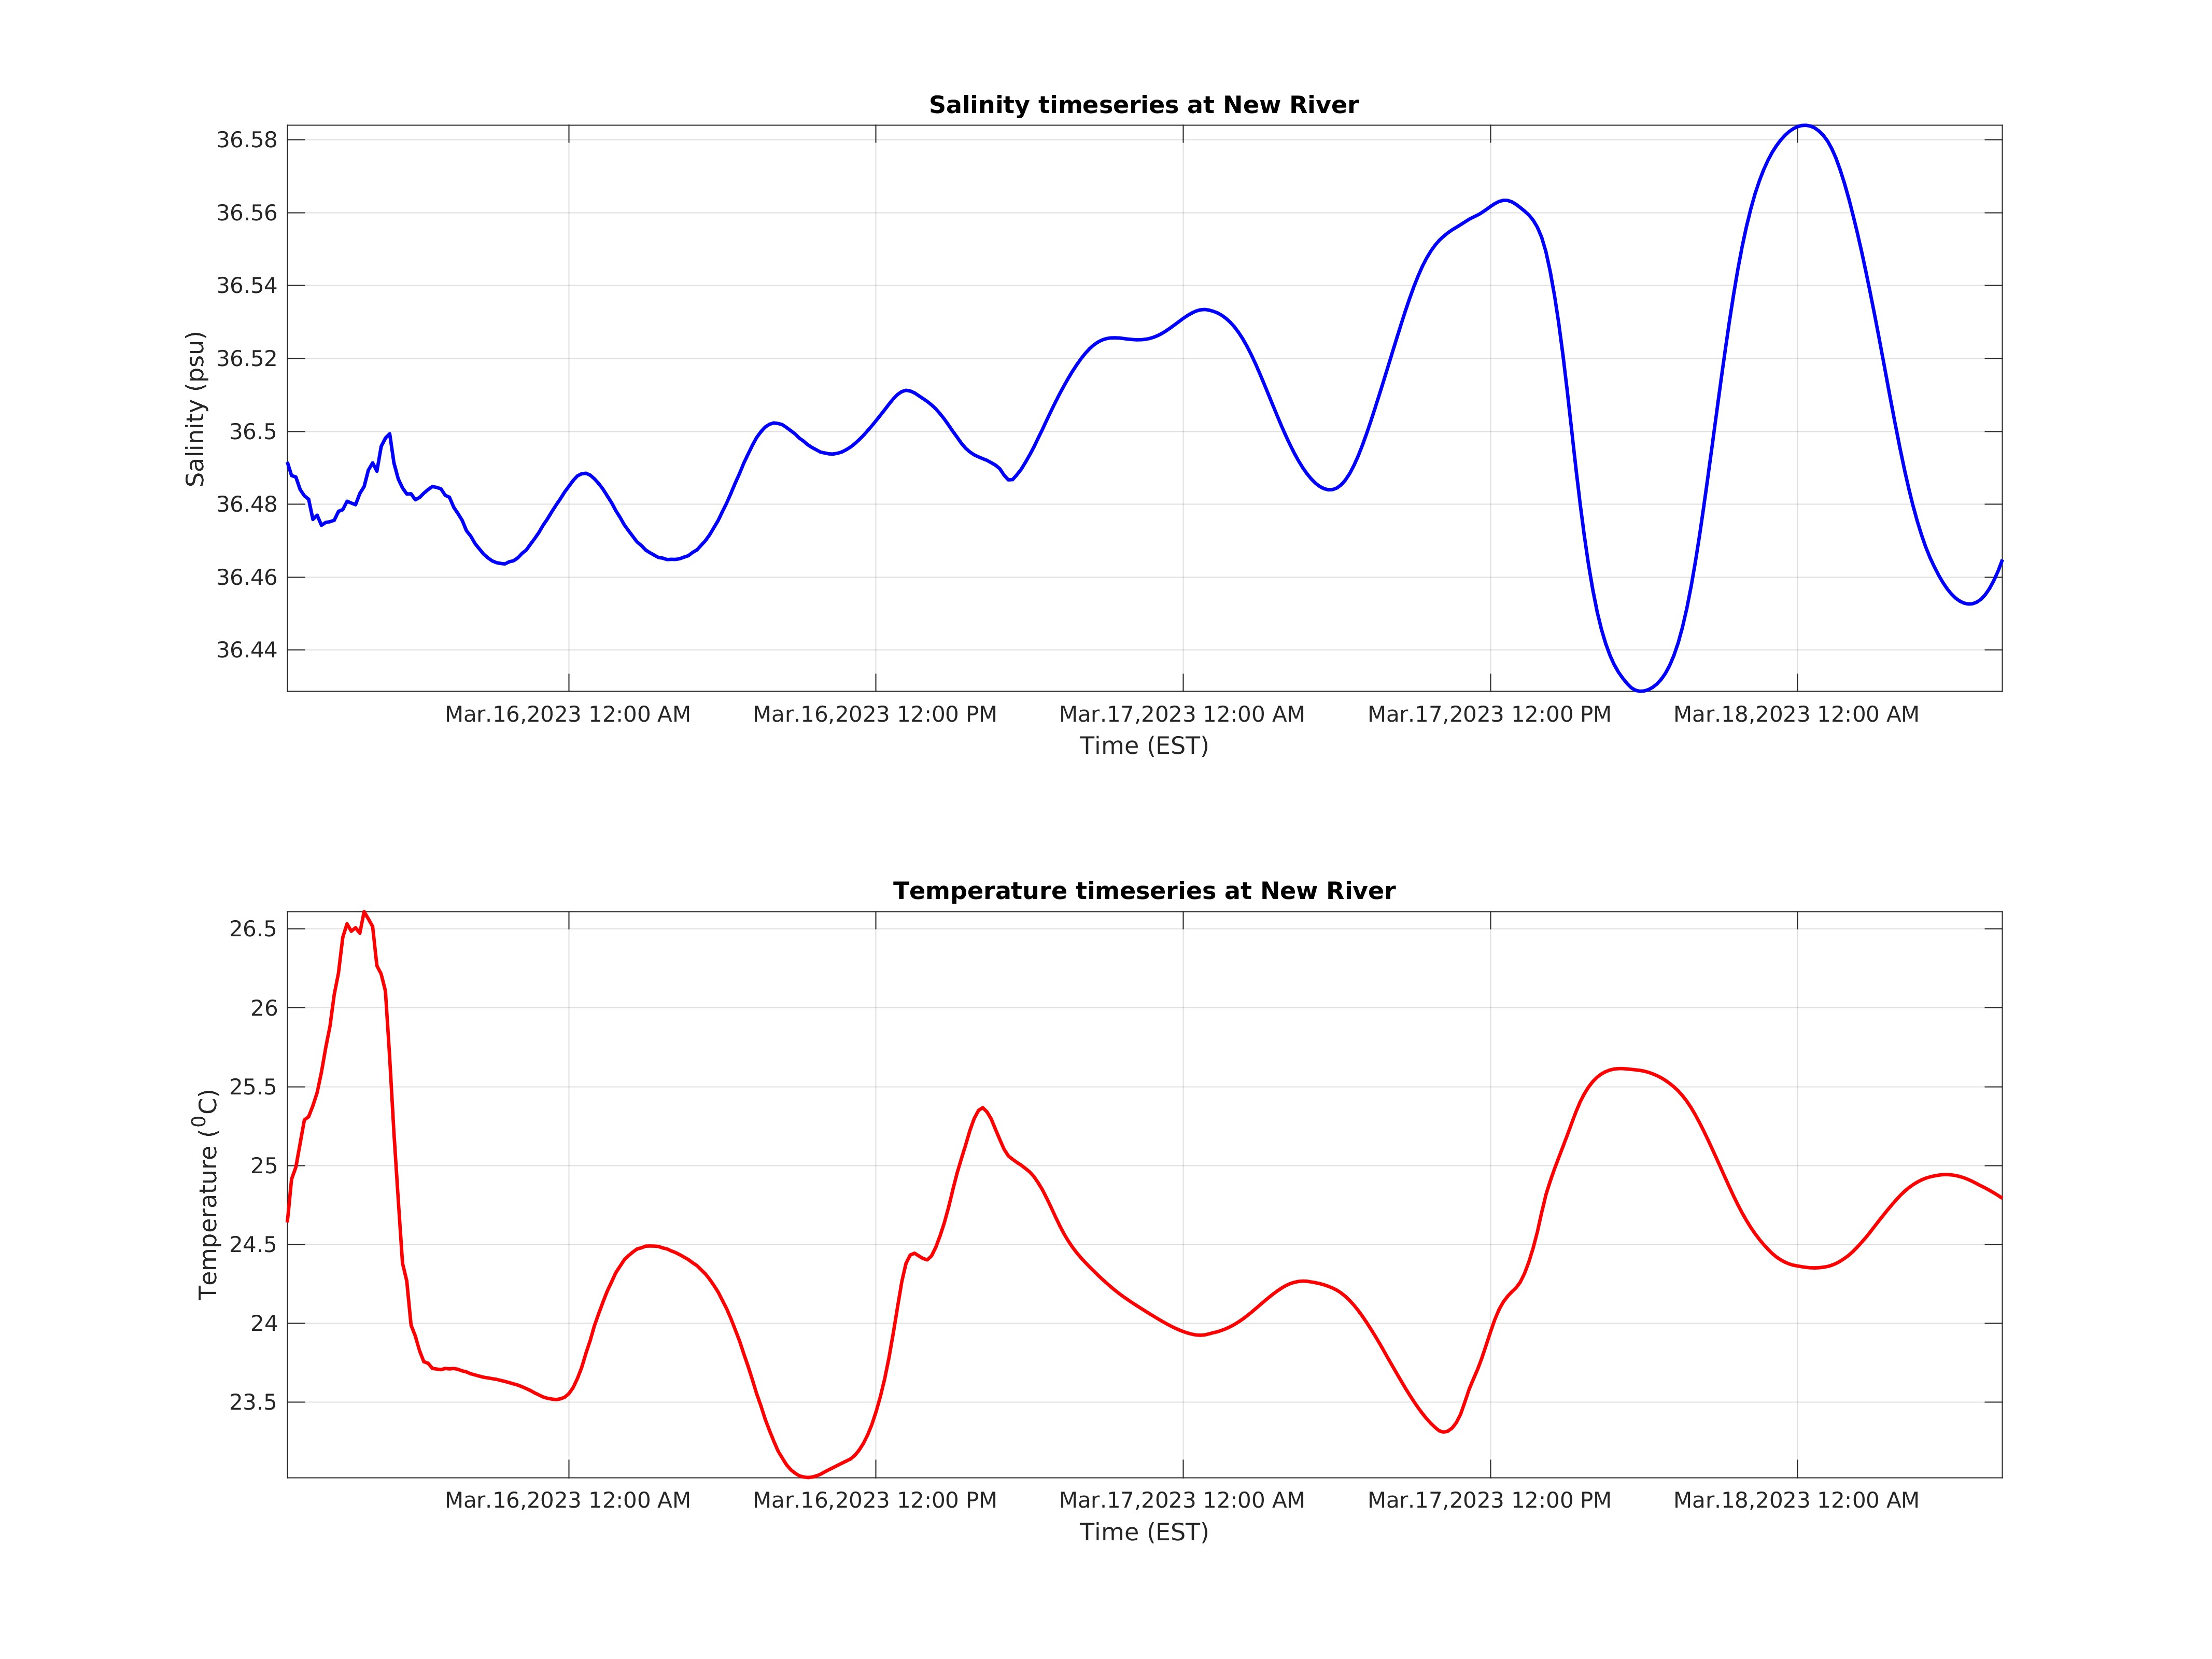 Salinity timeseries at New River
36.58
36.56
36.54
36.52
36.5
36.48
36.46
36.44
Salinity (psu)
Mar.16,2023 12:00 AM Mar.16,2023 12:00 PM Mar.17,2023 12:00 AM Mar.17,2023 12:00 PM Mar.18,2023 12:00 AM
Time (EST)
Temperature timeseries at New River
26.5
26
25.5
25
24.5
24
23.5
Temperature (⁰C)
Mar.16,2023 12:00 AM Mar.16,2023 12:00 PM Mar.17,2023 12:00 AM Mar.17,2023 12:00 PM Mar.18,2023 12:00 AM
Time (EST)